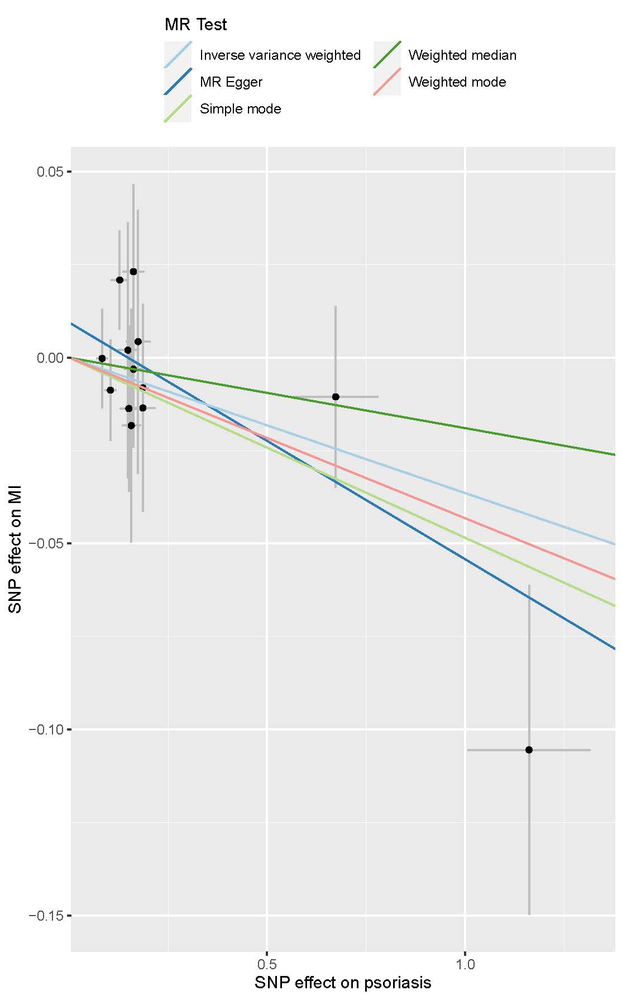 MR Test
Inverse variance weighted
Weighted median
MR Egger
Weighted mode
Simple mode
0.05
0.00
−0.05
−0.10
−0.15
SNP effect on MI
0.5
1.0
SNP effect on psoriasis